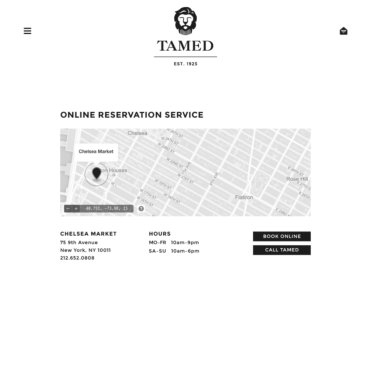 TAMED
EST. 1925
ONLINE RESERVATION SERVICE
Chelsea
Chelsea Market
Houses
Rose Hill
Flatiron
CHELSEA MARKET
75 9th Avenue
New York, NY 10011
212.652.0808
HOURS
MO-FR 10am-9pm
SA-SU 10am-6pm
BOOK ONLINE
CALL TAMED